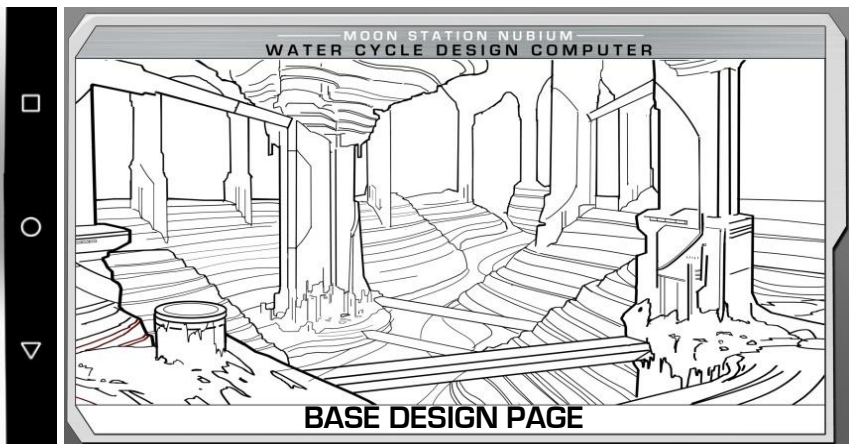 MOON STATION NUBIUM
WATER CYCLE DESIGN COMPUTER
BASE DESIGN PAGE